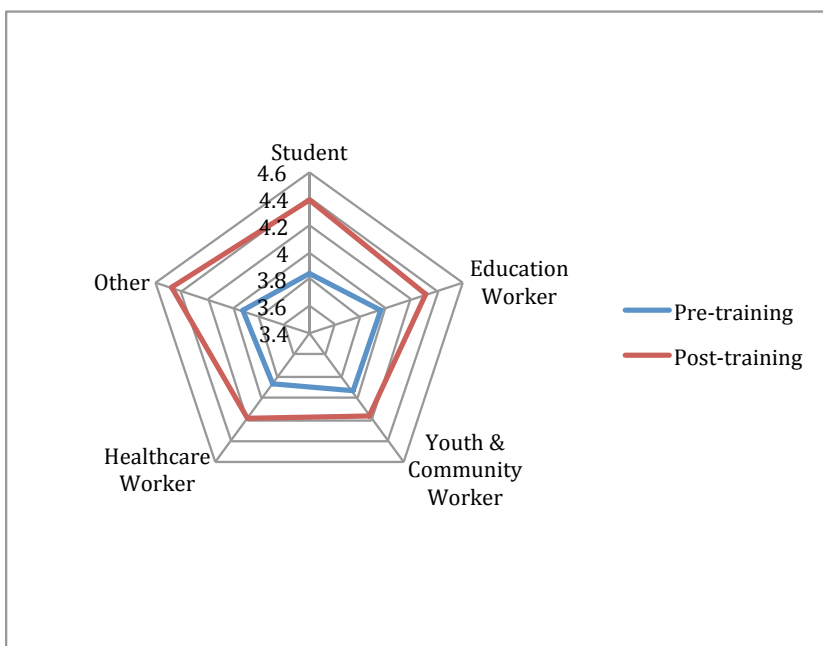 Student
4.6
4.4
4.2
4
3.8
3.6
3.4
Education
Worker
Youth &
Community
Worker
Healthcare
Worker
Other
Pre-training
Post-training